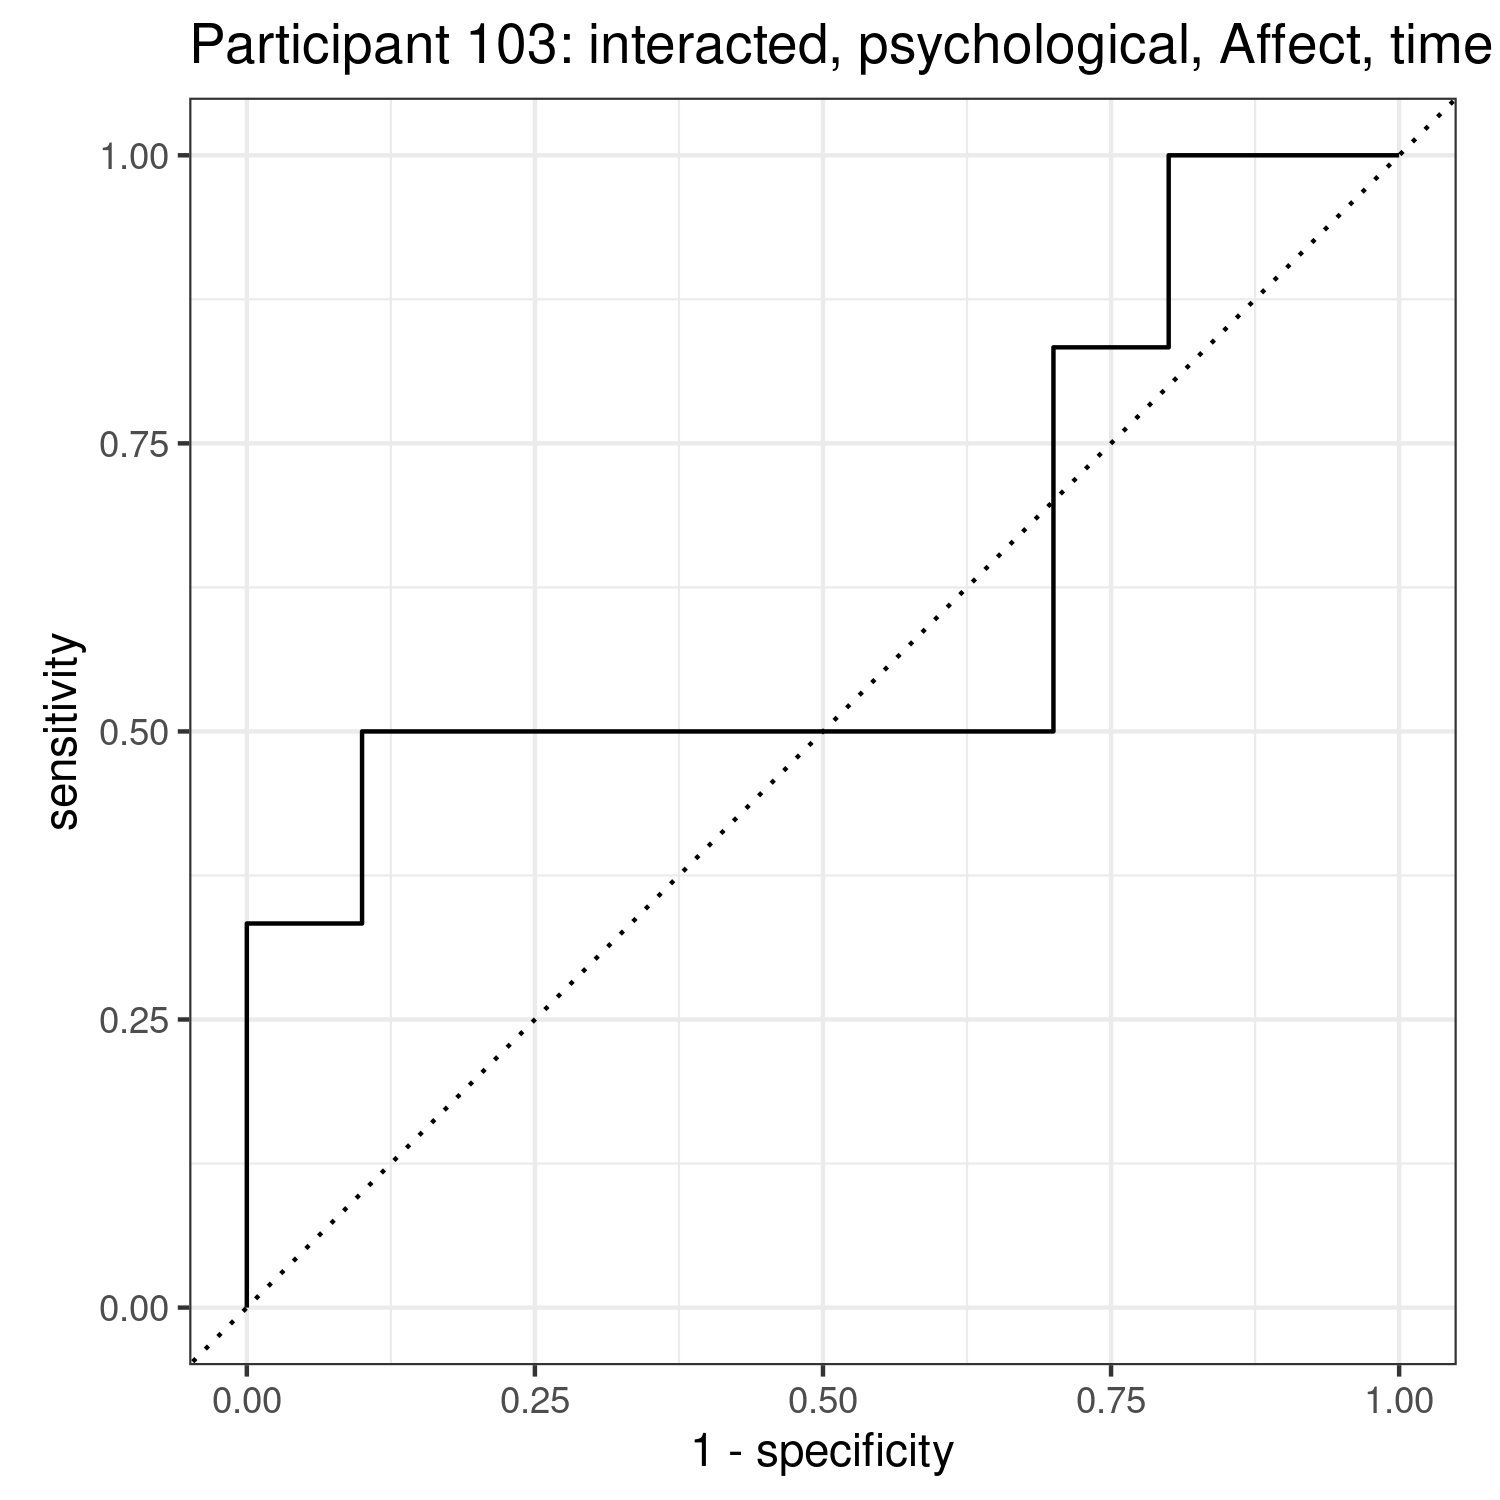 Participant 103: interacted, psychological, Affect, time
1.00
0.75
0.50
0.25
0.00
sensitivity
0.00 0.25 0.50 0.75 1.00
1 - specificity